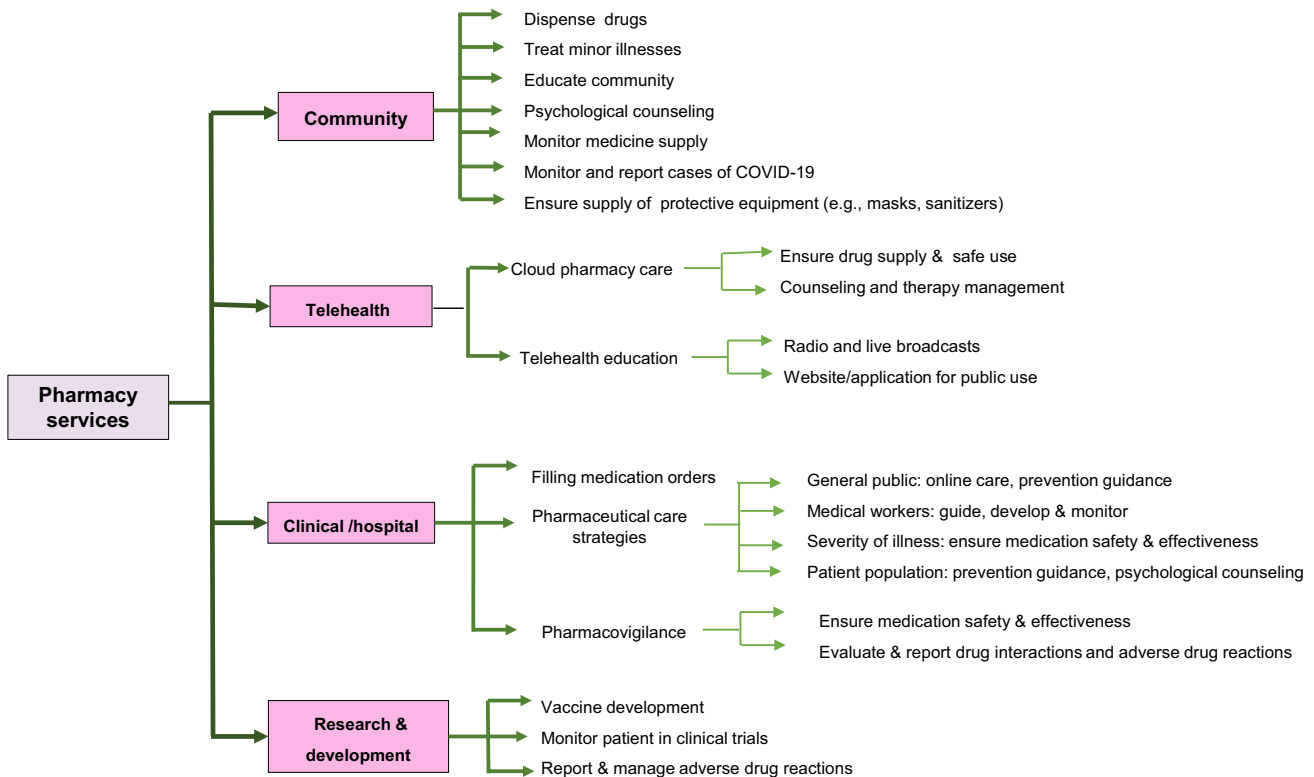 Pharmacy
services
Community
Dispense drugs
Treat minor illnesses
Educate community
Psychological counseling
Monitor medicine supply
Monitor and report cases of COVID-19
Ensure supply of protective equipment (e.g., masks, sanitizers)
Telehealth
Cloud pharmacy care
Ensure drug supply & safe use
Counseling and therapy management
Telehealth education
Radio and live broadcasts
Website/application for public use
Clinical /hospital
Filling medication orders
Pharmaceutical care
strategies
General public: online care, prevention guidance
Medical workers: guide, develop & monitor
Severity of illness: ensure medication safety & effectiveness
Patient population: prevention guidance, psychological counseling
Pharmacovigilance
Ensure medication safety & effectiveness
Evaluate & report drug interactions and adverse drug reactions
Research &
development
Vaccine development
Monitor patient in clinical trials
Report & manage adverse drug reactions